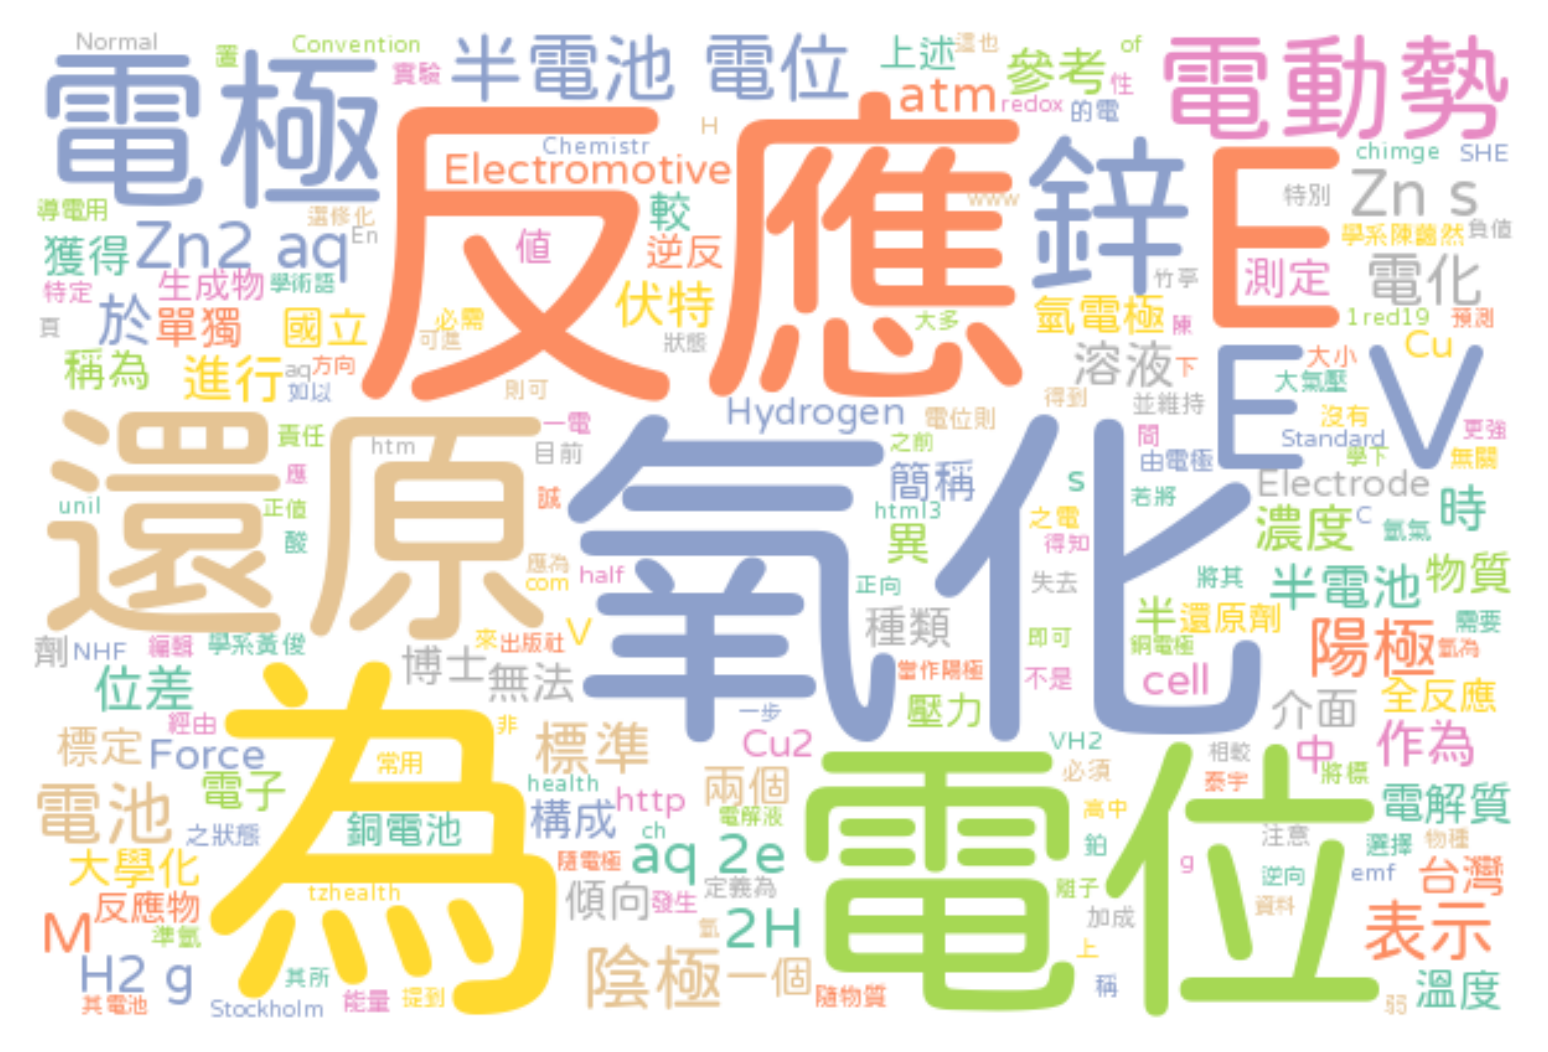 Normal
置
Convention
實驗
半電池
電位
上述
這也
參考
of
性
電動勢
電極
反應
atm
redox
的電
H
Chemistr
Electromotive
鋅
E
chimge
SHE
特別
Zn s
導電用
還修化
En
Zn2 aq
獲得
較
值
逆反
www
學系陳藹然
負值
測定
電化
特定
生成物
學術語
伏特
竹亭
頁
於
單獨
國立
必需
可進
狀態
大多
氫電極
陳
1red19
預測
稱為
進行
aq
方向
如以
則可
溶液
下
Cu
大小
大氣壓
E
V
得到
並維持
沒有
Hydrogen
電位則
還原
氧化
責任
htm
一電
目前
之前
間
由電極
Standard
更強
學下
無關
應
簡稱
s
若將
Electrode
unil
正值
誠
html3
異
之電
得知
濃度
C
氫氣
時
酸
應為
com
half
正向
失去
將其
半電池
物質
種類
即可
半
還原劑
銅電極
需要
劑
NHF
編輯
學系黃俊
來
出版社
V
陽極
氫為
博士
無法
當作陽極
不是
cell
位差
為
介面
全反應
經由
非
一步
壓力
標定
Force
常用
標準
Cu2
VH2
相較
中
作為
電位
必須
泰宇
將標
電池
電子
health
http
兩個
高中
電解質
之狀態
銅電池
構成
ch
電解液
鉑
注意
選擇
物種
大學化
隨電極
aq 2e
g
逆向
emf
台灣
tzhealth
傾向
發生
定義為
離子
加成
資料
M
反應物
準氫
氫
2H
上
表示
H2 g
其所
陰極
一個
稱
溫度
其電池
Stockholm
能量
提到
隨物質
弱